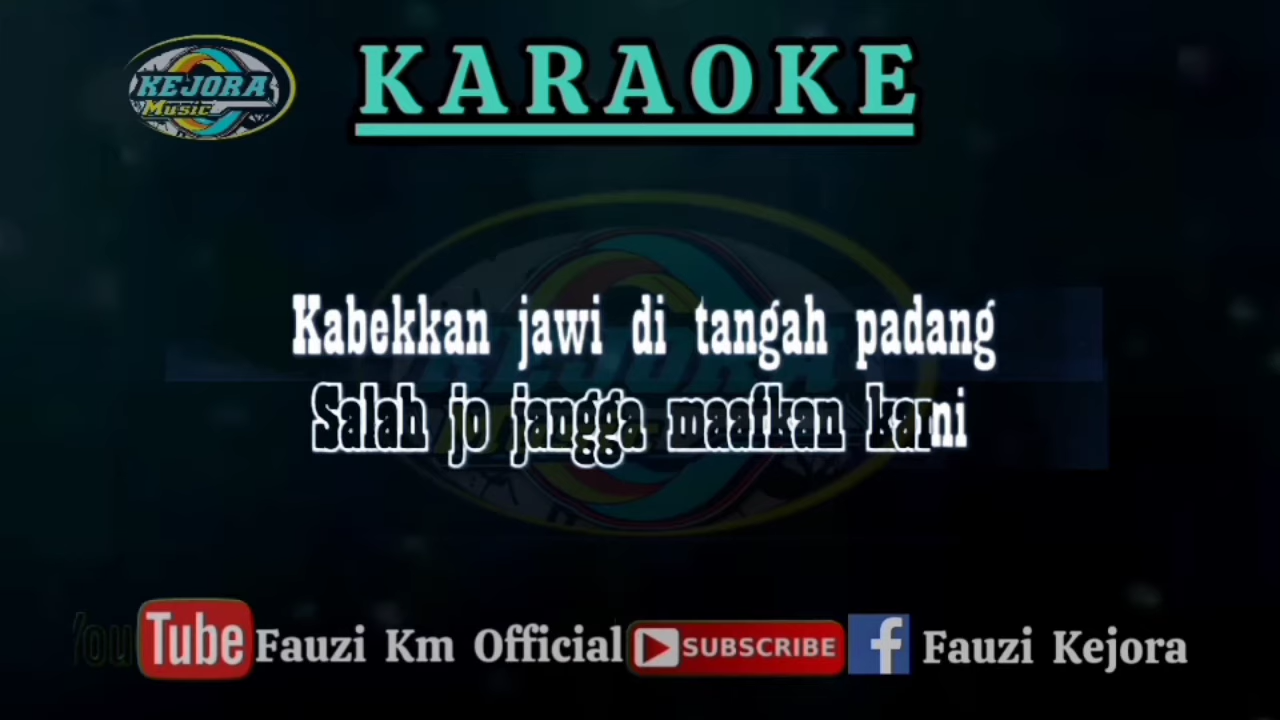 KEJORA
Music
KARAOKE
Kabekkan jawi di tangah padang
Salah jo jangga maafkan kami
YouTube Fauzi Km Official SUBSCRIBE f Fauzi Kejora